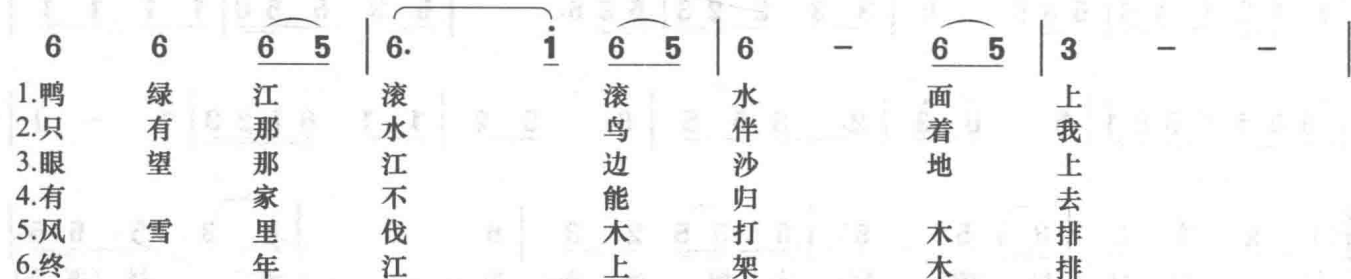 6 6 6 5 | 6. i 6 5 | 6 - 6 5 | 3 - - |
1.鸭 绿 江 滚 滚 水 面 上
2.只 有 那 水 鸟 伴 着 我
3.眼 望 那 江 边 沙 地 上
4.有 家 不 能 归 去
5.风 雪 里 伐 木 打 木 排
6.终 年 江 上 架 木 排